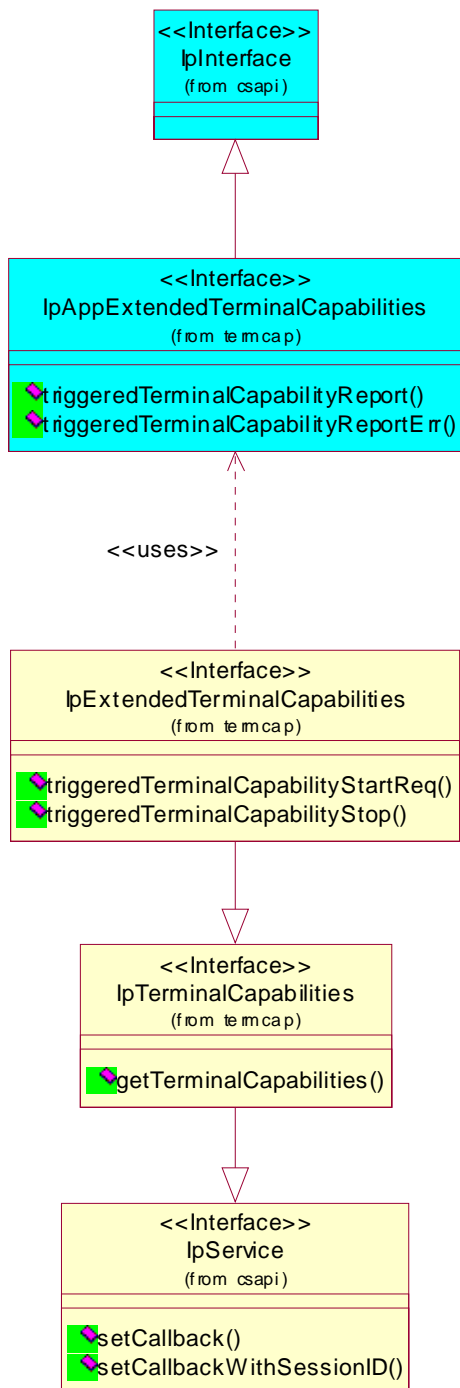 <<Interface>>
IpInterface
(from csapi)
<<Interface>>
IpAppExtendedTerminalCapabilities
(from termcap)
triggeredTerminalCapabilityReport()
triggeredTerminalCapabilityReportErr()
<<uses>>
<<Interface>>
IpExtendedTerminalCapabilities
(from termcap)
triggeredTerminalCapabilityStartReq()
triggeredTerminalCapabilityStop()
<<Interface>>
IpTerminalCapabilities
(from termcap)
getTerminalCapabilities()
<<Interface>>
IpService
(from csapi)
setCallback()
setCallbackWithSessionID()